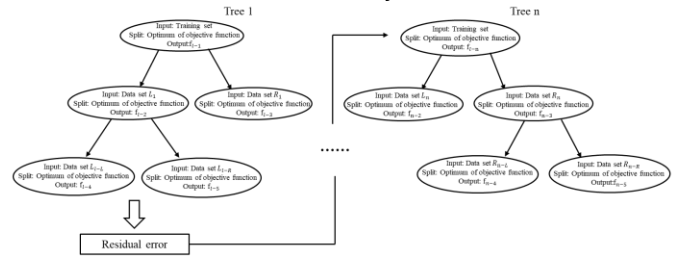 Tree 1
Tree n
Input: Training set
Split: Optimum of objective function
Output:f₁₋₁
Input: Training set
Split: Optimum of objective function
Output: f₁₋ₙ
Input: Data set L₁
Split: Optimum of objective function
Output: f₁₋₂
Input: Data set R₁
Split: Optimum of objective function
Output: f₁₋₃
Input: Data set Lₙ
Split: Optimum of objective function
Output: fₙ₋₂
Input: Data set Rₙ
Split: Optimum of objective function
Output: fₙ₋₃
......
Input: Data set L₁₋L
Split: Optimum of objective function
Output: f₁₋₄
Input: Data set L₁₋R
Split: Optimum of objective function
Output: f₁₋₅
Input: Data set Rₙ₋L
Split: Optimum of objective function
Output: fₙ₋₄
Input: Data set Rₙ₋R
Split: Optimum of objective function
Output:fₙ₋₅
Residual error